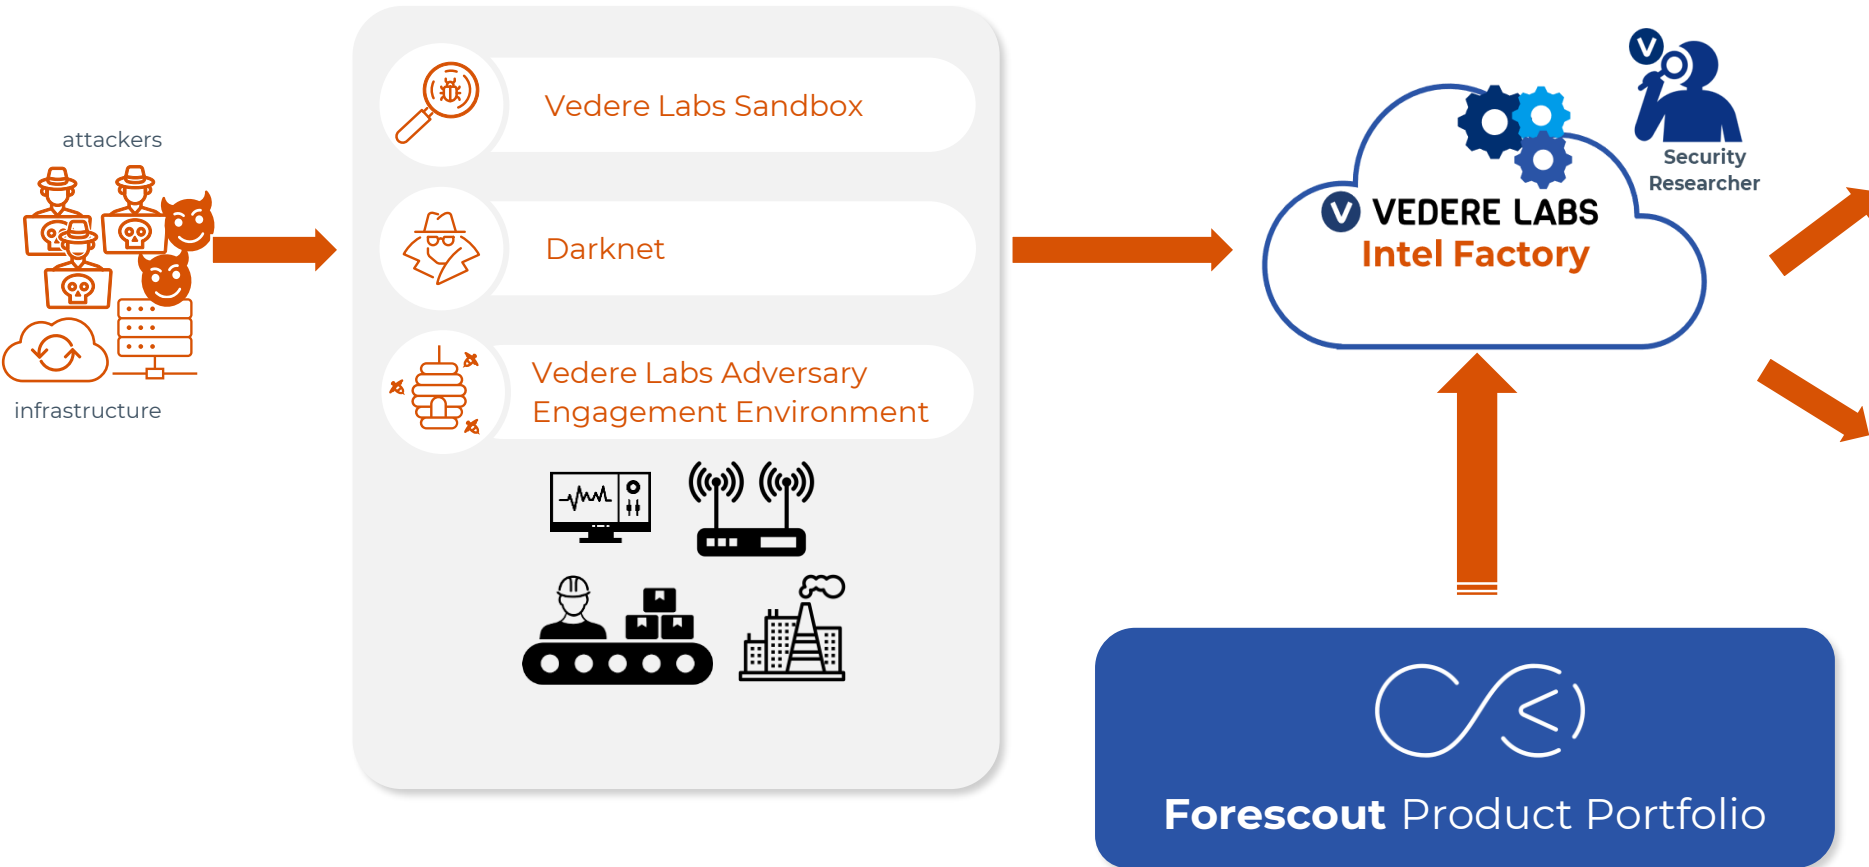 attackers
infrastructure
Vedere Labs Sandbox
Darknet
Vedere Labs Adversary
Engagement Environment
V
Security
Researcher
V VEDERE LABS
Intel Factory
Forescout Product Portfolio